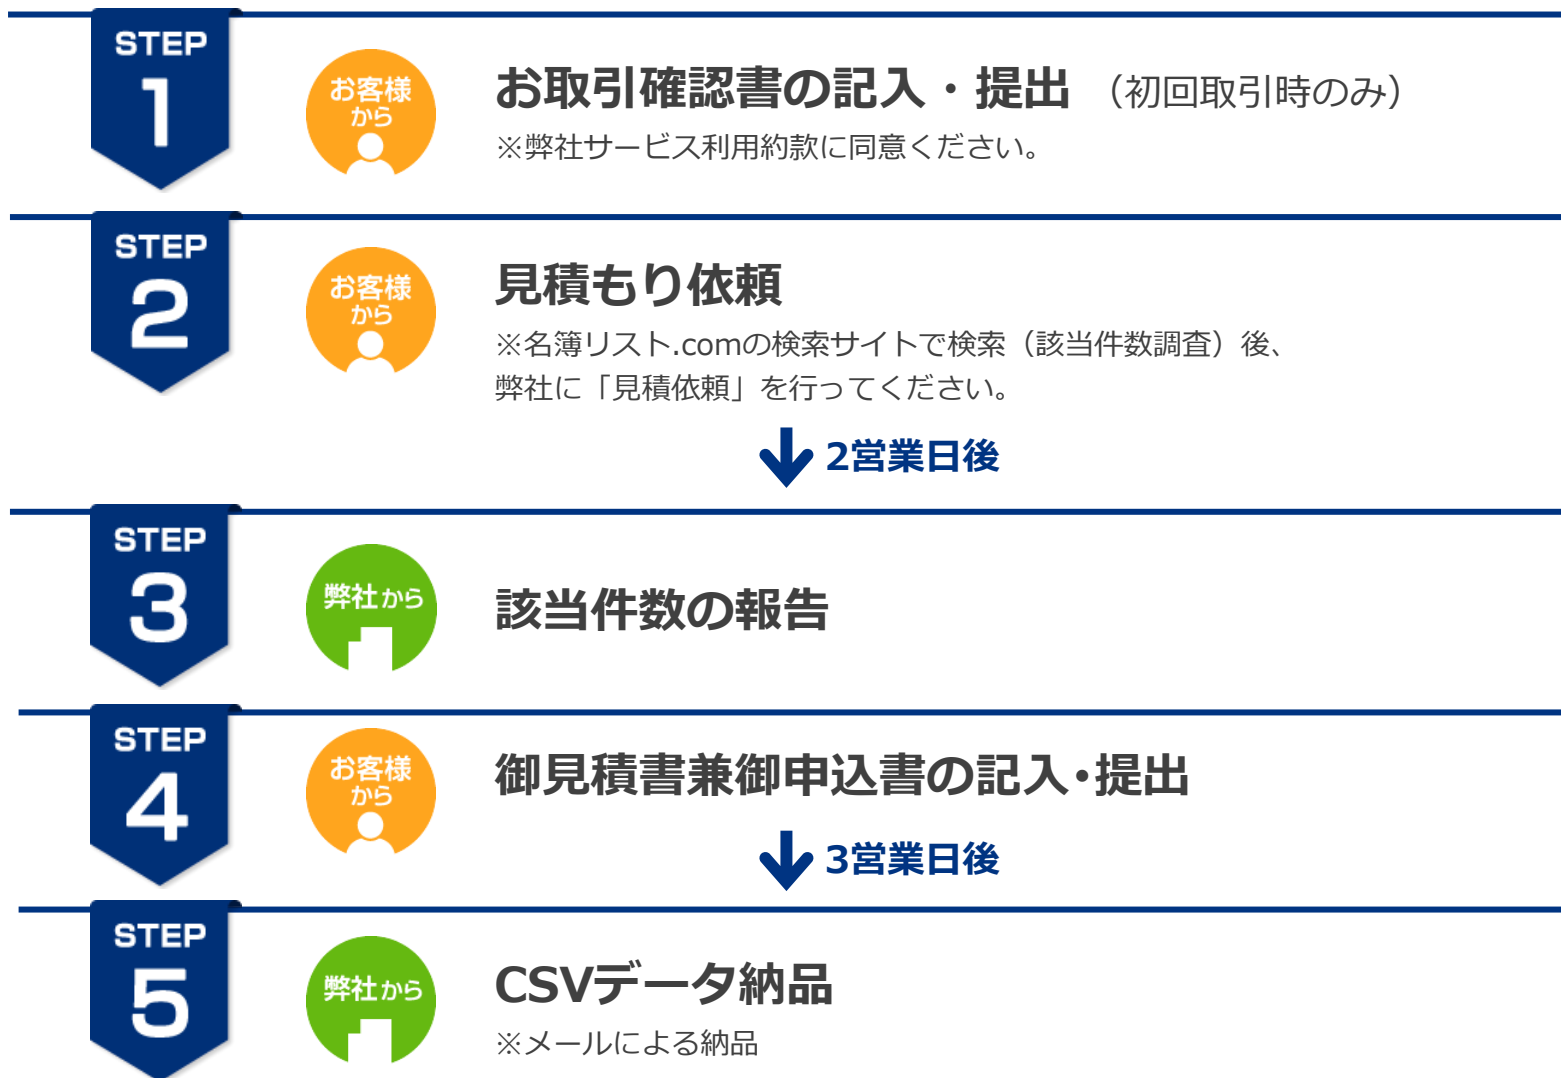 STEP
1
お客様
から
お取引確認書の記入・提出 （初回取引時のみ）
※弊社サービス利用約款に同意ください。
STEP
2
お客様
から
見積もり依頼
※名簿リスト.comの検索サイトで検索（該当件数調査）後、
弊社に「見積依頼」を行ってください。
2営業日後
STEP
3
弊社から
該当件数の報告
STEP
4
お客様
から
御見積書兼御申込書の記入・提出
3営業日後
STEP
5
弊社から
CSVデータ納品
※メールによる納品